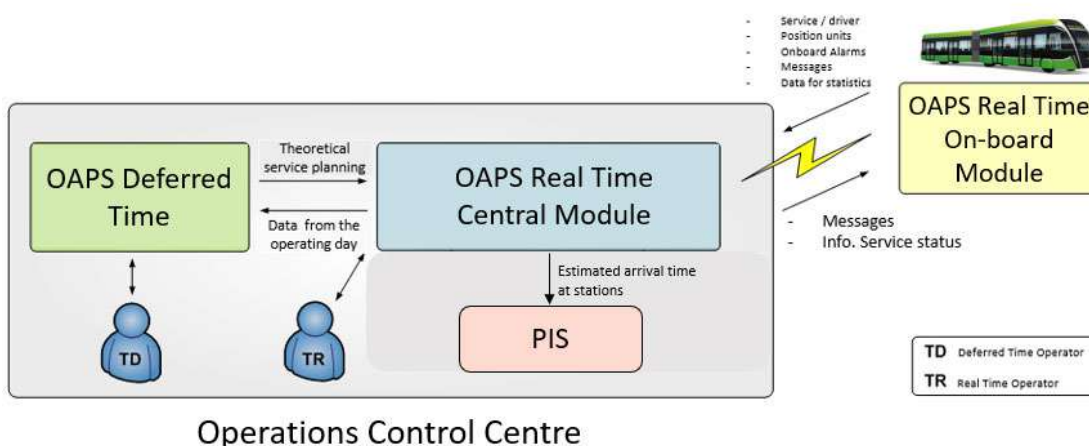 - Service / driver
- Position units
- Onboard Alarms
- Messages
- Data for statistics
OAPS Real Time
On-board
Module
OAPS Deferred
Time
Theoretical
service planning
Data from the
operating day
OAPS Real Time
Central Module
- Messages
- Info. Service status
Estimated arrival time
at stations
PIS
TD
TR
TD Deferred Time Operator
TR Real Time Operator
Operations Control Centre